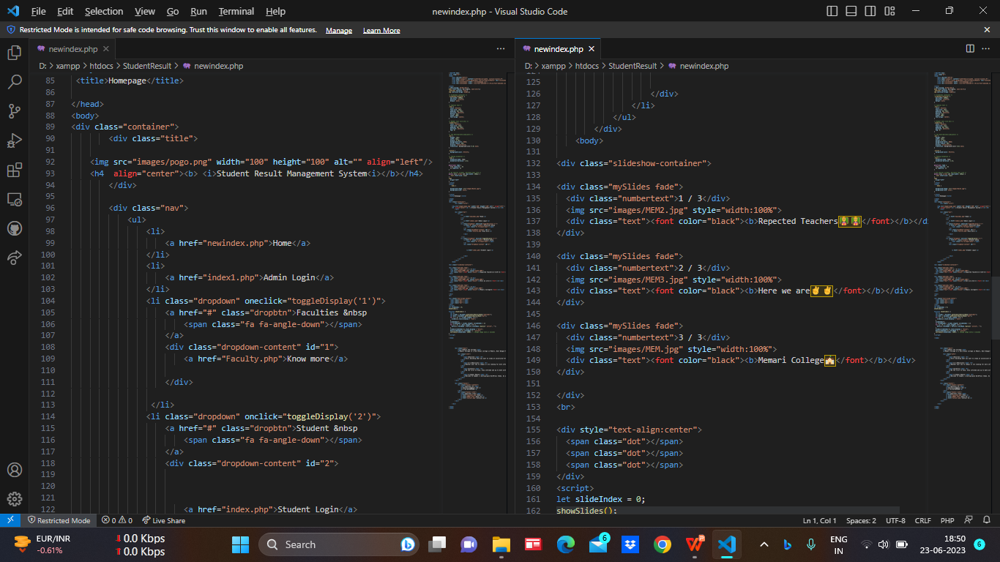 File Edit Selection View Go Run Terminal Help
newindex.php - Visual Studio Code
Restricted Mode is intended for safe code browsing. Trust this window to enable all features. Manage Learn More
newindex.php
D: > xampp > htdocs > StudentResult > newindex.php
85 <title>Homepage</title>
86
87 </head>
88 <body>
89 <div class="container">
90 <div class="title">
91
92 <img src="images/pogo.png" width="100" height="100" alt="" align="left"/>
93 <h4  align="center"><b> <i>Student Result Management System<i></b></h4>
94 </div>
95
96 <div class="nav">
97 <ul>
98 <li>
99 <a href="newindex.php">Home</a>
100 </li>
101 <li>
102 <a href="index1.php">Admin Login</a>
103 </li>
104 <li class="dropdown" onclick="toggleDisplay('1')">
105 <a href="#" class="dropbtn">Faculties &nbsp
106 <span class="fa fa-angle-down"></span>
107 </a>
108 <div class="dropdown-content" id="1">
109 <a href="Faculty.php">Know more</a>
110
111 </div>
112
113 </li>
114 <li class="dropdown" onclick="toggleDisplay('2')">
115 <a href="#" class="dropbtn">Student &nbsp
116 <span class="fa fa-angle-down"></span>
117 </a>
118 <div class="dropdown-content" id="2">
119
120
121
122 <a href="index.php">Student Login</a>
newindex.php
D: > xampp > htdocs > StudentResult > newindex.php
125
126 </div>
127 </li>
128 </ul>
129 </div>
130 <body>
131
132 <div class="slideshow-container">
133
134 <div class="mySlides fade">
135 <div class="numbertext">1 / 3</div>
136 <img src="images/MEM2.jpg" style="width:100%">
137 <div class="text"><font color="black"><b>Repected Teachers👨‍🏫👨‍🏫</font></b></di
138 </div>
139
140 <div class="mySlides fade">
141 <div class="numbertext">2 / 3</div>
142 <img src="images/MEM3.jpg" style="width:100%">
143 <div class="text"><font color="black"><b>Here we are✌✌</font></b></div>
144 </div>
145
146 <div class="mySlides fade">
147 <div class="numbertext">3 / 3</div>
148 <img src="images/MEM.jpg" style="width:100%">
149 <div class="text"><font color="black"><b>Memari College🏫</font></b></div>
150 </div>
151
152 </div>
153 <br>
154
155 <div style="text-align:center">
156 <span class="dot"></span>
157 <span class="dot"></span>
158 <span class="dot"></span>
159 </div>
160 <script>
161 let slideIndex = 0;
162 showSlides();
Restricted Mode 0 0 Live Share
Ln 1, Col 1 Spaces: 2 UTF-8 CRLF PHP
EUR/INR
-0.61%
0.0 Kbps
0.0 Kbps
Search
6
ENG
IN
18:50
23-06-2023
6